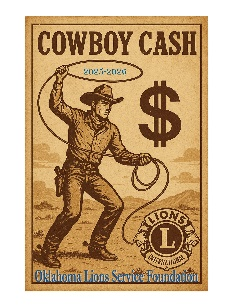 COWBOY CASH
2025-2026
$
LIONS
L
INTERNATIONAL
Oklahoma Lions Service Foundation